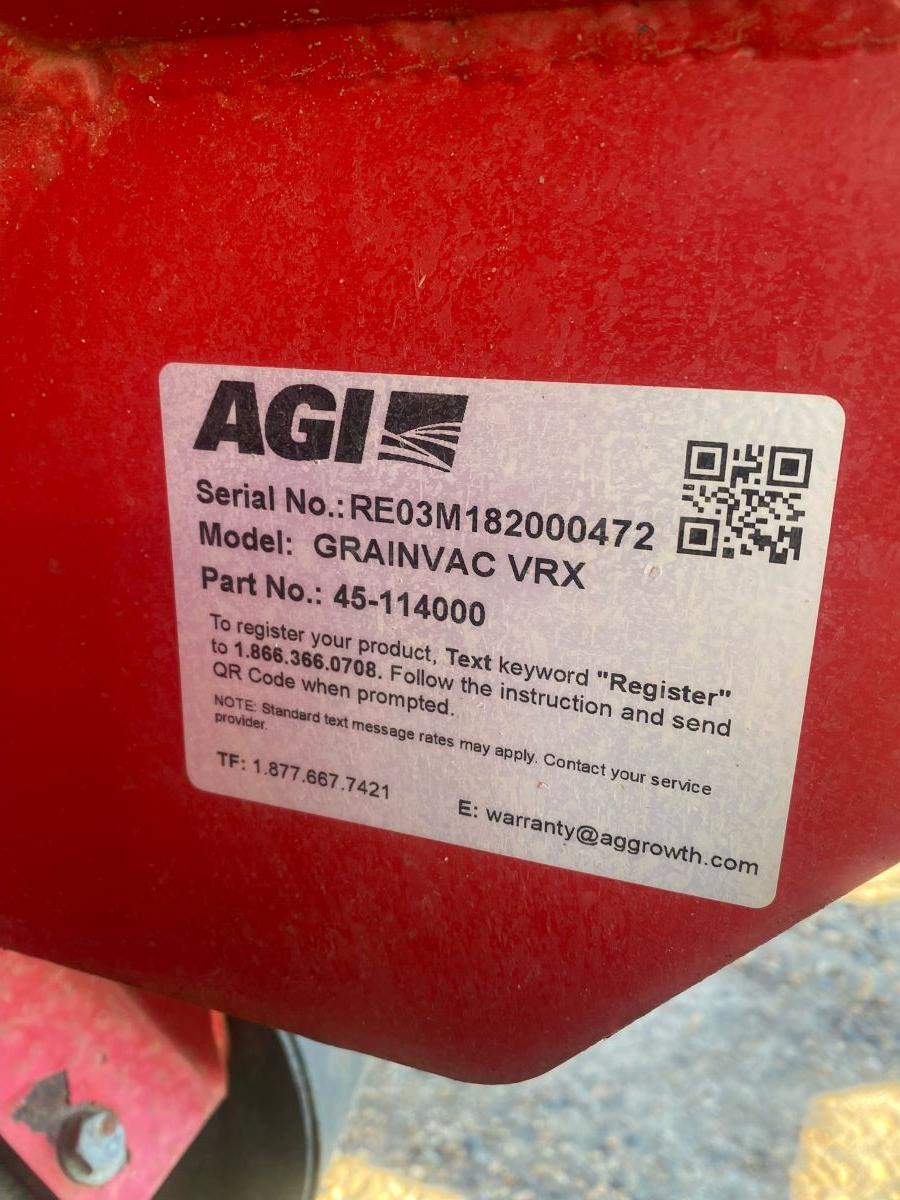 AGI
Serial No.: RE03M182000472
Model: GRAINVAC VRX
Part No.: 45-114000
To register your product, Text keyword "Register"
to 1.866.366.0708. Follow the instruction and send
QR Code when prompted.
NOTE: Standard text message rates may apply. Contact your service
provider.
TF: 1.877.667.7421
E: warranty@aggrowth.com